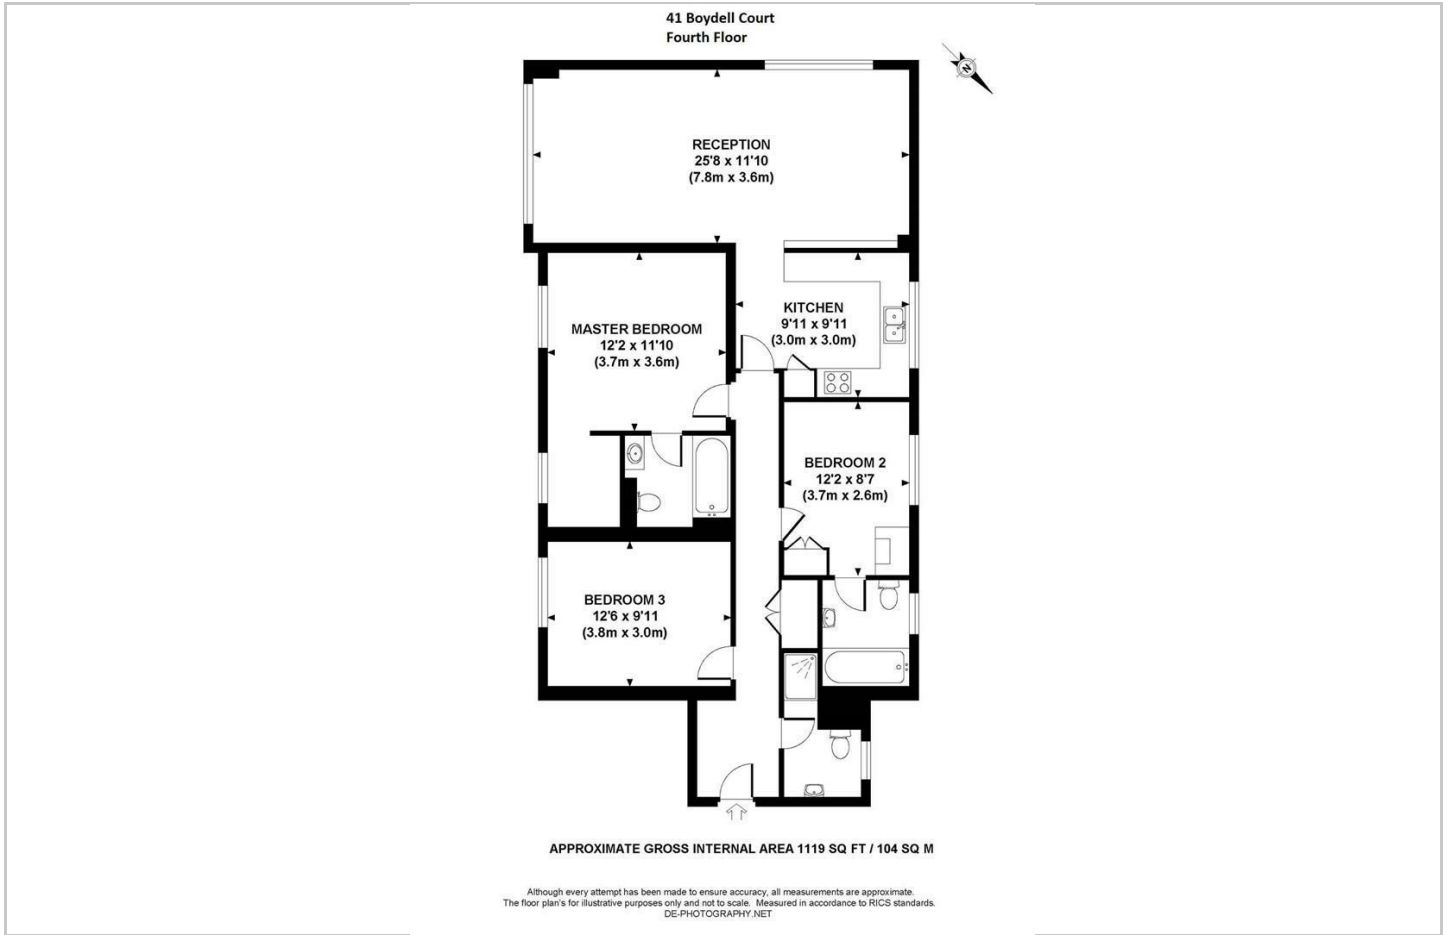 41 Boydell Court
Fourth Floor
N
RECEPTION
25'8 x 11'10
(7.8m x 3.6m)
KITCHEN
9'11 x 9'11
(3.0m x 3.0m)
MASTER BEDROOM
12'2 x 11'10
(3.7m x 3.6m)
BEDROOM 2
12'2 x 8'7
(3.7m x 2.6m)
BEDROOM 3
12'6 x 9'11
(3.8m x 3.0m)
APPROXIMATE GROSS INTERNAL AREA 1119 SQ FT / 104 SQ M
Although every attempt has been made to ensure accuracy, all measurements are approximate.
The floor plan's for illustrative purposes only and not to scale. Measured in accordance to RICS standards.
DE-PHOTOGRAPHY.NET